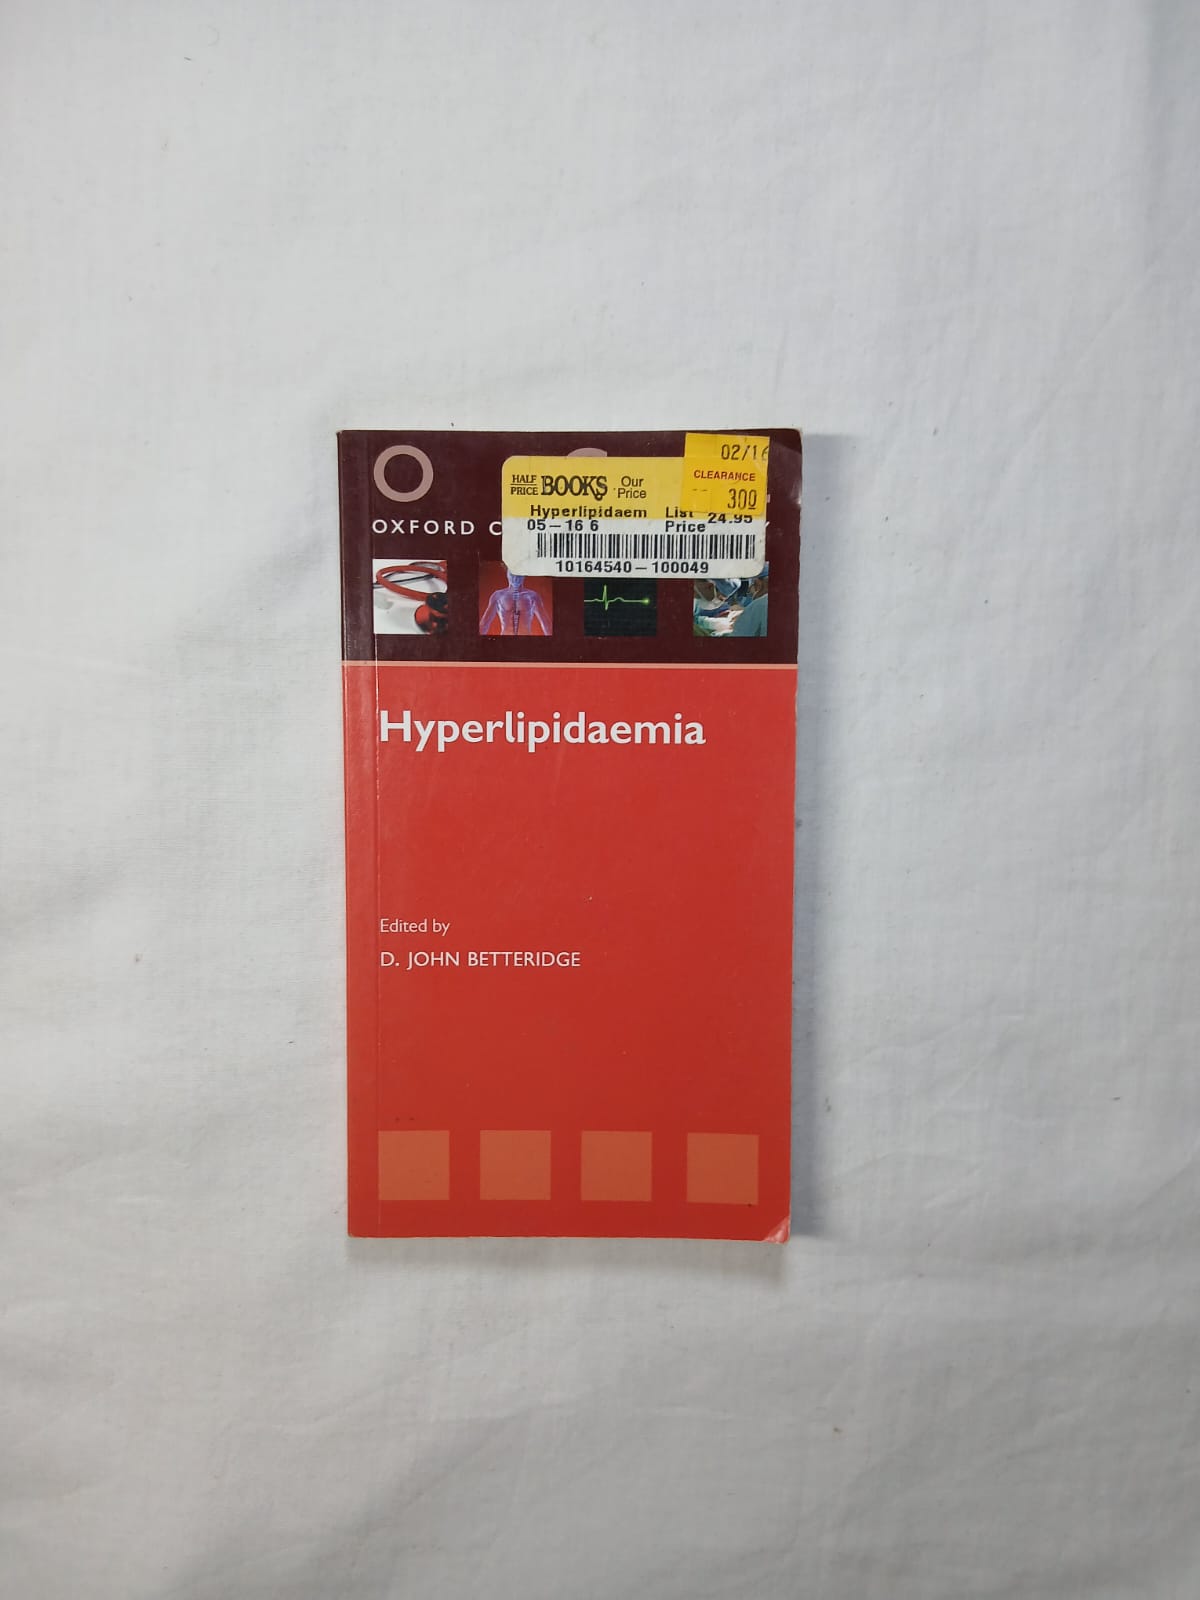 O
OXFORD C
HALF PRICE BOOKS Our Price
02/16
CLEARANCE
300
Hyperlipidaem List Price 24.95
05-16 6
10164540-100049
Hyperlipidaemia
Edited by
D. JOHN BETTERIDGE